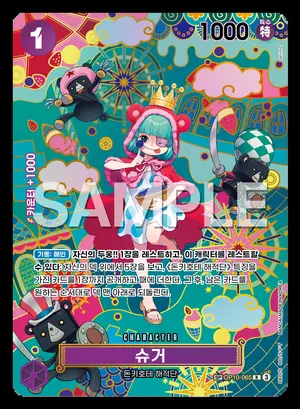 1
1000
특
카운터 +1000
SAMPLE
기동: 메인 자신의 두웅!! 1장을 레스트하고, 이 캐릭터를 레스트할
수 있다: 자신의 덱 위에서 5장을 보고, 《돈키호테 해적단》 특징을
가진 카드를 1장까지 공개하고 패에 더한다. 그 후, 남은 카드를
원하는 순서대로 덱 맨 아래로 되돌린다.
CHARACTER
슈거
돈키호테 해적단
SP OP10-065 R
3